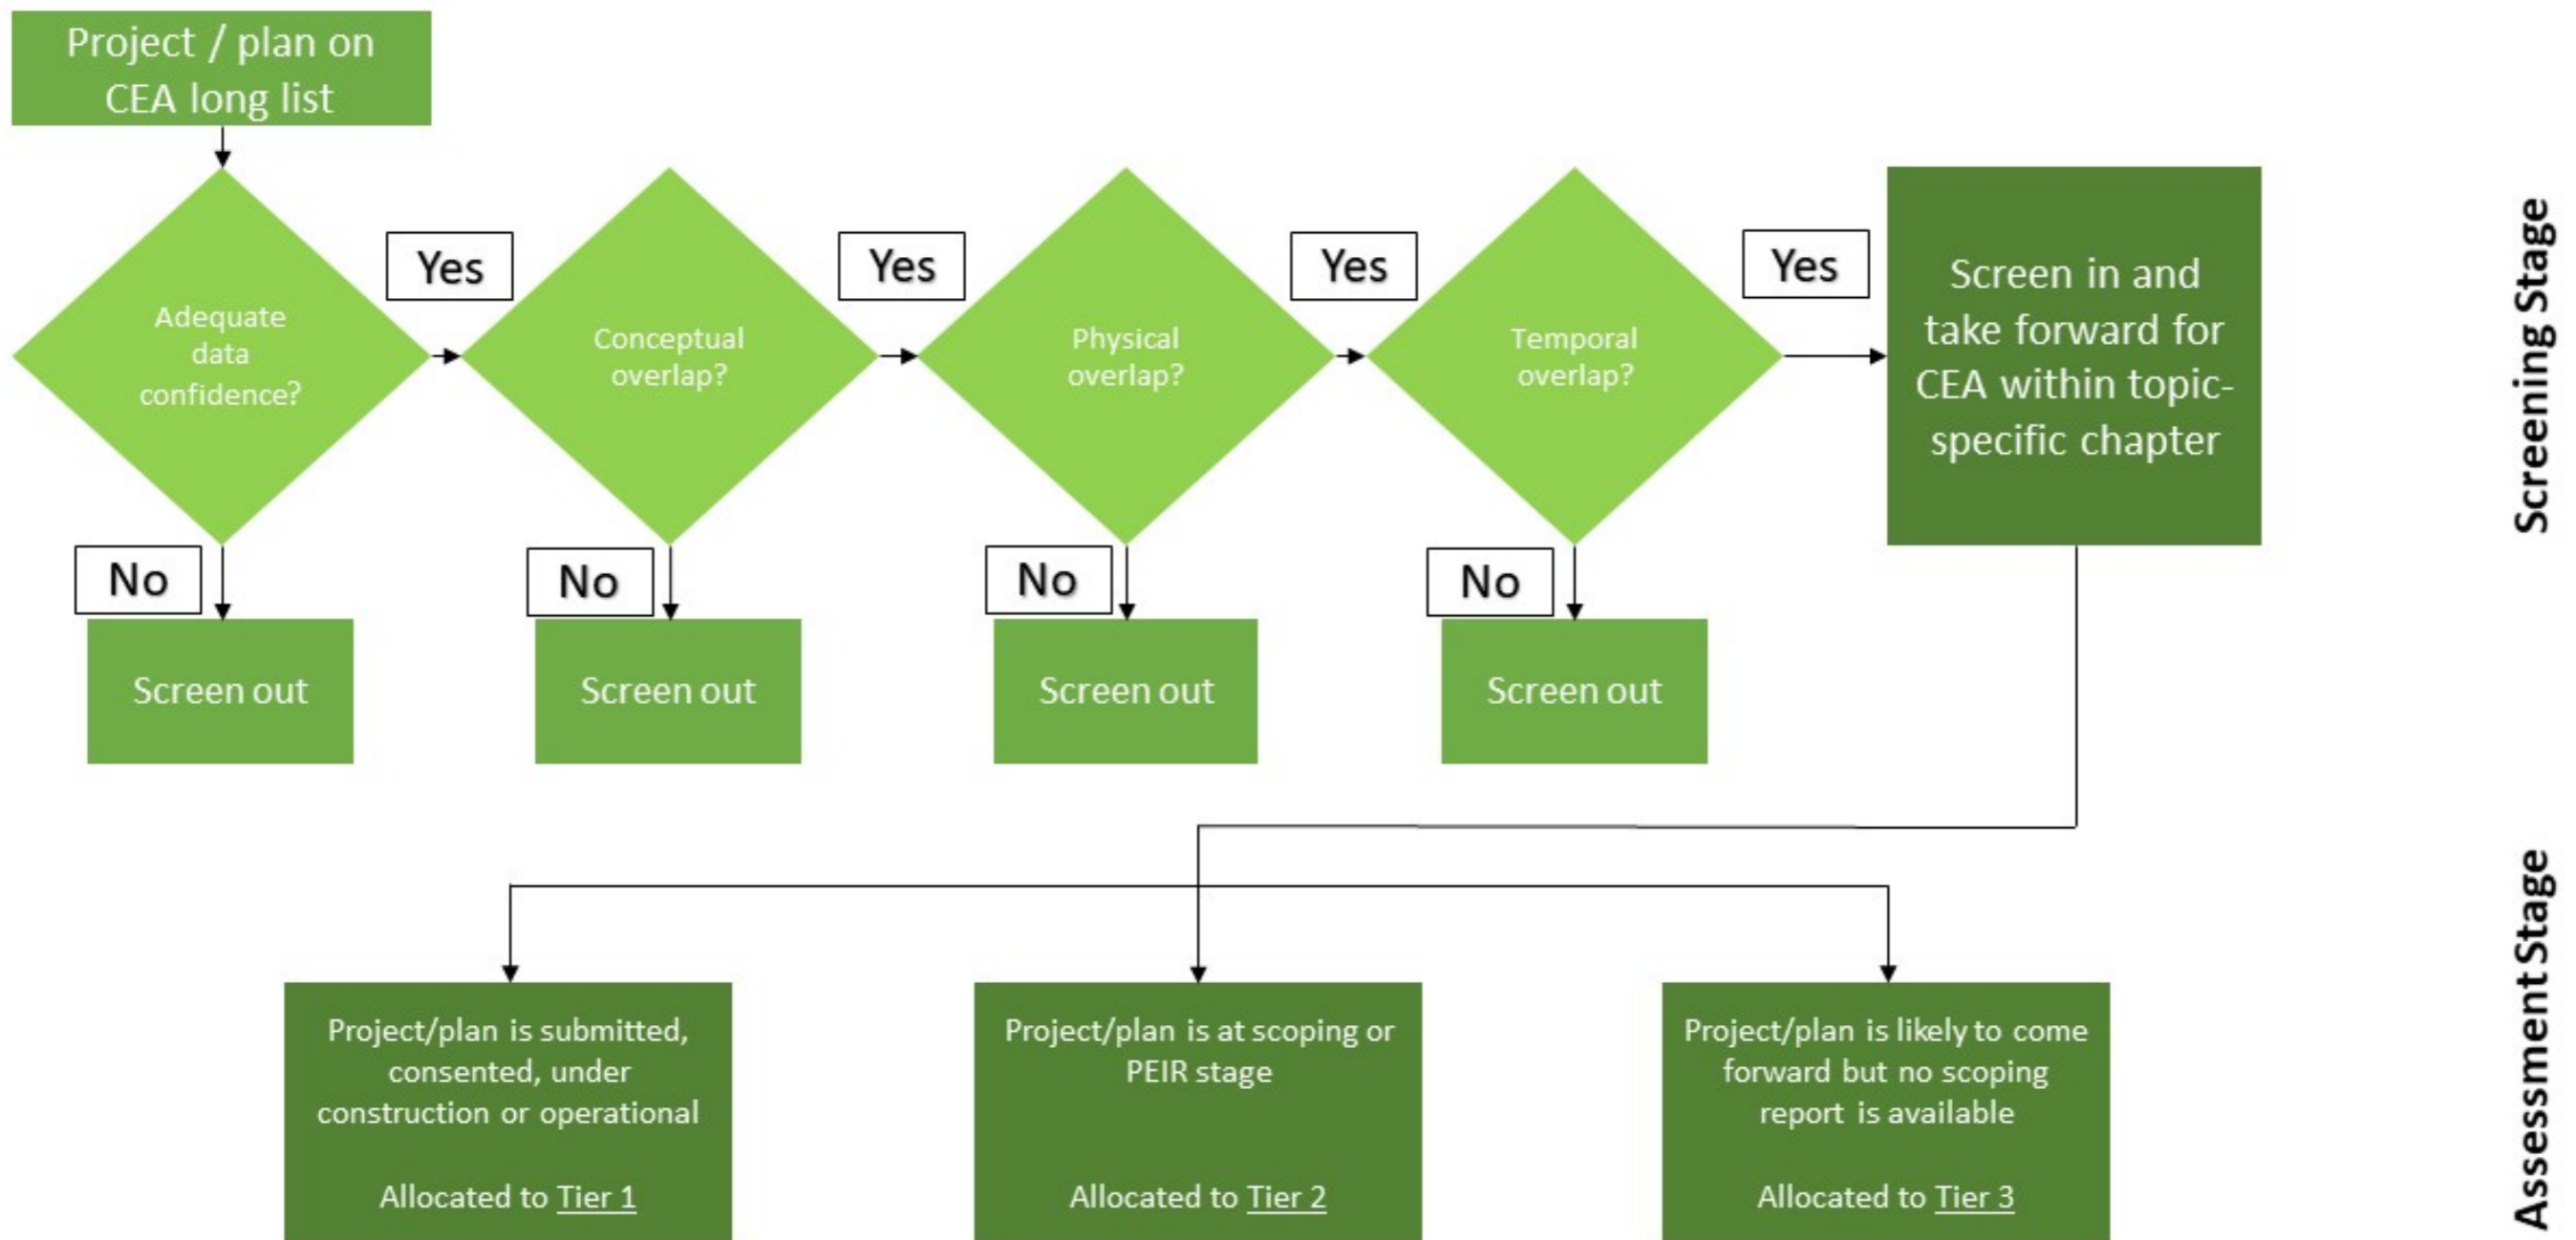 Project / plan on
CEA long list
Adequate
data
confidence?
Yes
Conceptual
overlap?
Yes
Physical
overlap?
Yes
Temporal
overlap?
Yes
Screen in and
take forward for
CEA within topic-
specific chapter
No
Screen out
No
Screen out
No
Screen out
No
Screen out
Screening Stage
Project/plan is submitted,
consented, under
construction or operational
Allocated to Tier 1
Project/plan is at scoping or
PEIR stage
Allocated to Tier 2
Project/plan is likely to come
forward but no scoping
report is available
Allocated to Tier 3
Assessment Stage